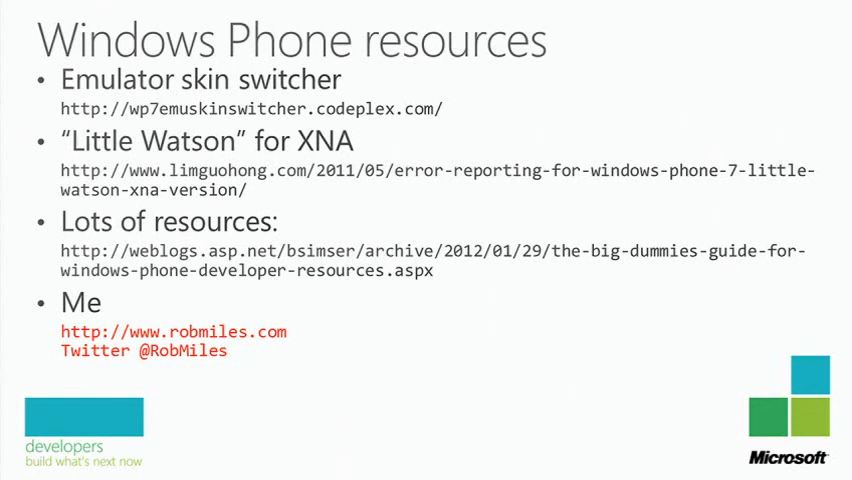 Windows Phone resources
• Emulator skin switcher
http://wp7emuskinswitcher.codeplex.com/
• “Little Watson” for XNA
http://www.limguohong.com/2011/05/error-reporting-for-windows-phone-7-little-
watson-xna-version/
• Lots of resources:
http://weblogs.asp.net/bsimser/archive/2012/01/29/the-big-dummies-guide-for-
windows-phone-developer-resources.aspx
• Me
http://www.robmiles.com
Twitter @RobMiles
developers
build what's next now
Microsoft